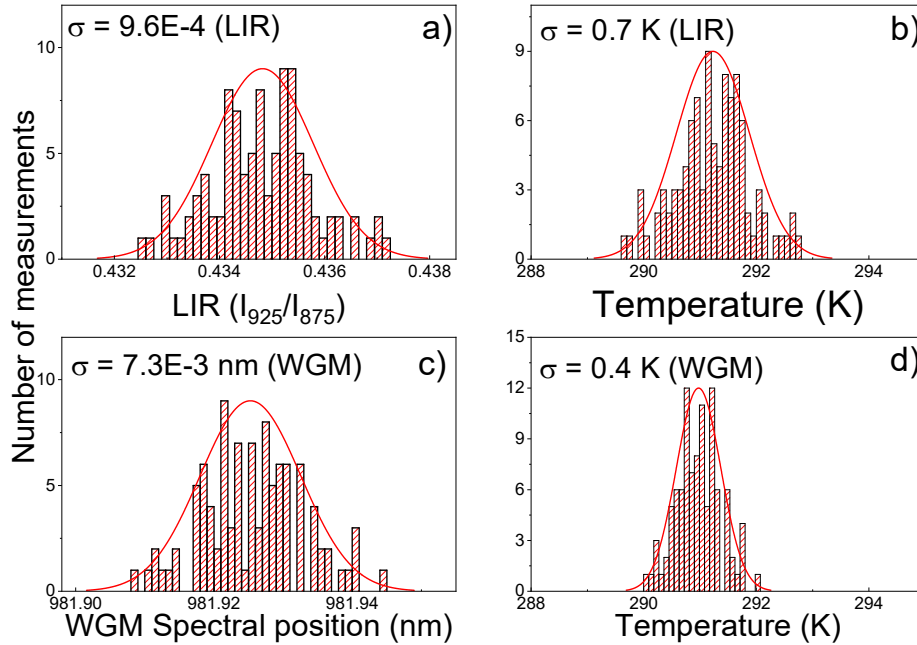 Number of measurements
σ = 9.6E-4 (LIR)
a)
10
5
0
0.432
0.434
0.436
0.438
LIR (I₉₂₅/I₈₇₅)
σ = 0.7 K (LIR)
b)
9
6
3
0
288
290
292
294
Temperature (K)
σ = 7.3E-3 nm (WGM)
c)
10
5
0
981.90
981.92
981.94
WGM Spectral position (nm)
σ = 0.4 K (WGM)
d)
15
12
9
6
3
0
288
290
292
294
Temperature (K)